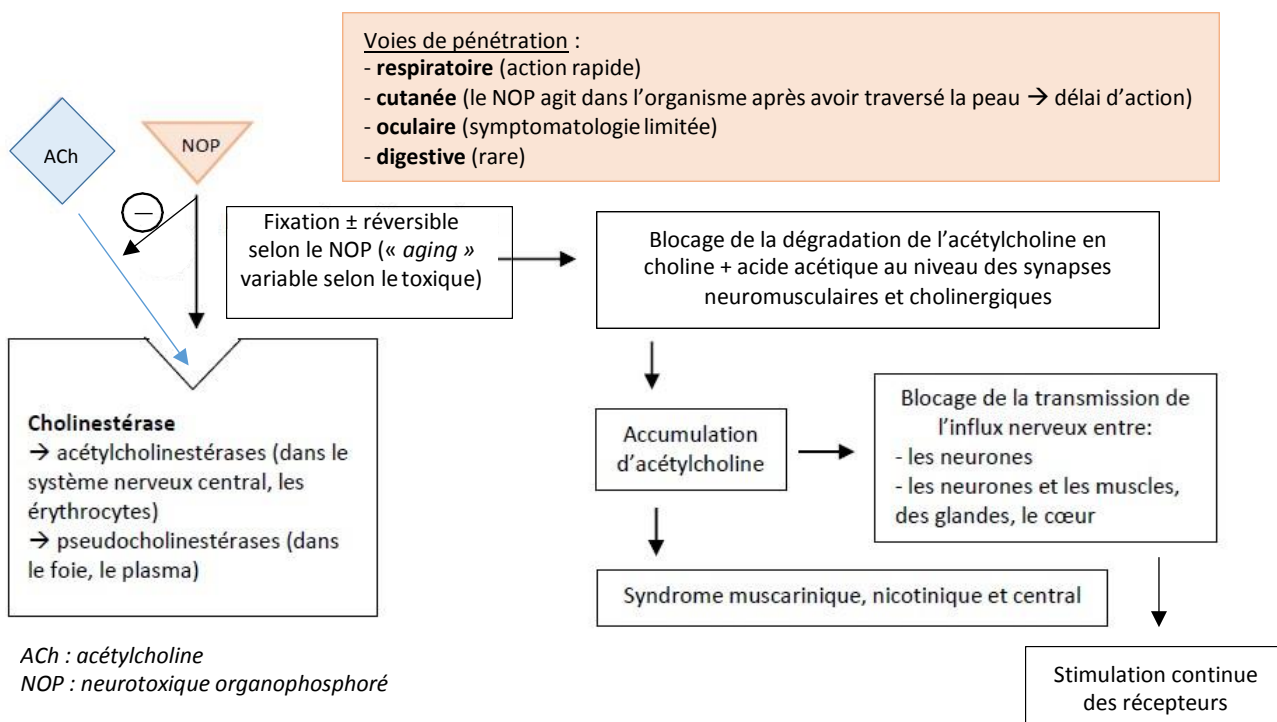 Voies de pénétration :
- respiratoire (action rapide)
- cutanée (le NOP agit dans l’organisme après avoir traversé la peau → délai d’action)
- oculaire (symptomatologie limitée)
- digestive (rare)
ACh
NOP
—
Fixation ± réversible
selon le NOP (« aging »
variable selon le toxique)
Blocage de la dégradation de l’acétylcholine en
choline + acide acétique au niveau des synapses
neuromusculaires et cholinergiques
Cholinestérase
→ acétylcholinestérases (dans le
système nerveux central, les
érythrocytes)
→ pseudocholinestérases (dans
le foie, le plasma)
Accumulation
d’acétylcholine
Blocage de la transmission de
l’influx nerveux entre:
- les neurones
- les neurones et les muscles,
des glandes, le cœur
Syndrome muscarinique, nicotinique et central
Stimulation continue
des récepteurs
ACh : acétylcholine
NOP : neurotoxique organophosphoré